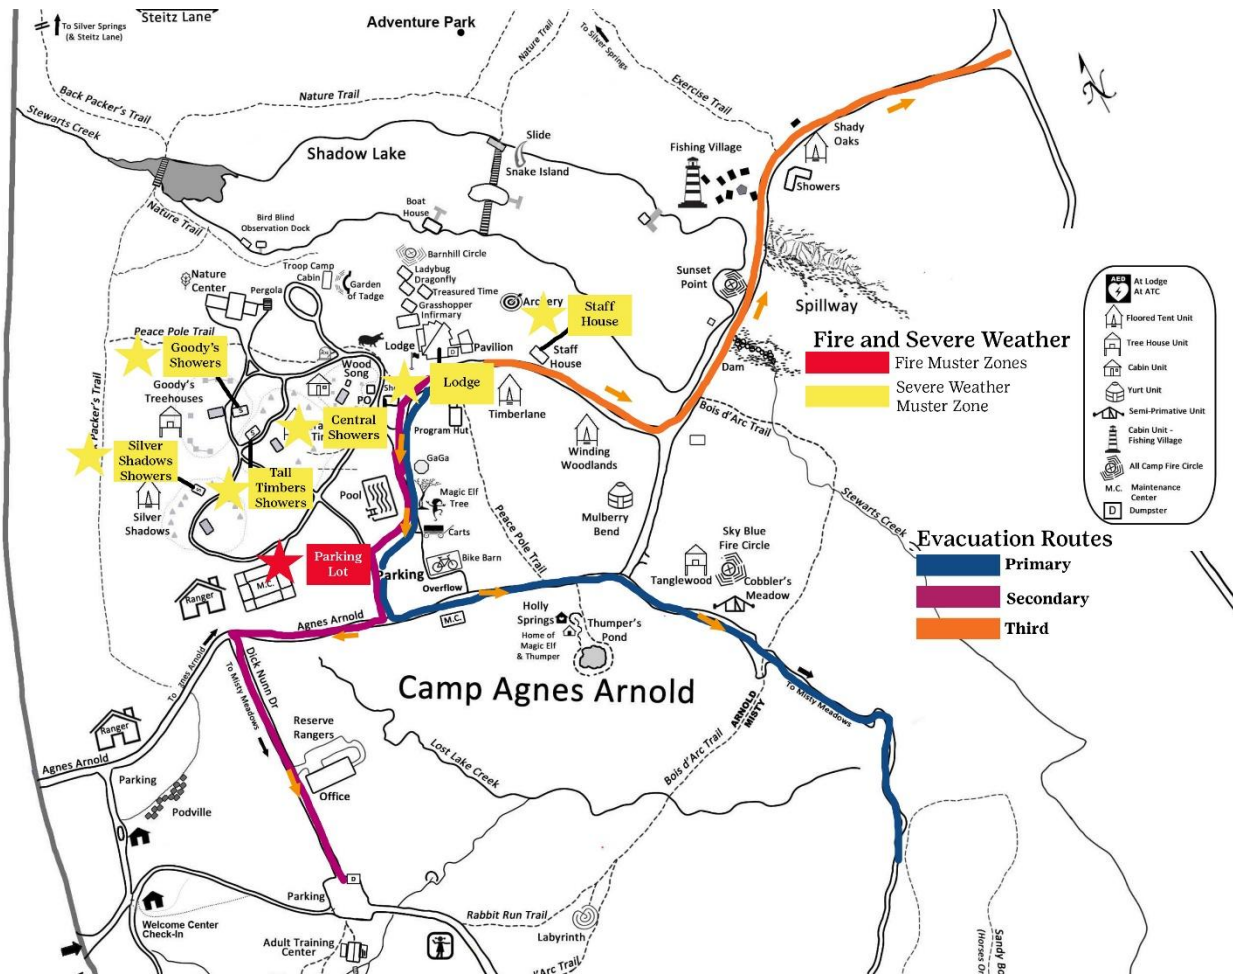 Steitz Lane
To Silver Springs
(& Steitz Lane)
Adventure Park
Nature Trail
To Silver Springs
Exercise Trail
N
Back Packer's Trail
Nature Trail
Stewarts Creek
Shadow Lake
Slide
Snake Island
Fishing Village
Shady
Oaks
Showers
Nature Trail
Bird Blind
Observation Dock
Boat
House
Barnhill Circle
Ladybug
Dragonfly
Treasured Time
Grasshopper
Infirmary
Troop Camp
Cabin
Garden
of Tadge
Nature
Center
Pergola
Archery
Staff
House
Sunset
Point
Spillway
AED
At Lodge
At ATC
Floored Tent Unit
Tree House Unit
Cabin Unit
Yurt Unit
Semi-Primative Unit
Cabin Unit -
Fishing Village
All Camp Fire Circle
M.C.
Maintenance
Center
D
Dumpster
Peace Pole Trail
Goody's
Showers
Lodge
D
Pavilion
Staff
House
Dam
Fire and Severe Weather
Fire Muster Zones
Severe Weather
Muster Zone
Goody's
Treehouses
Wood
Song
PO
Lodge
Timberlane
Program Hut
Bois d'Arc Trail
Packer's Trail
S
S
Central
Showers
Silver
Shadows
Showers
Tall
Timbers
Showers
GaGa
Winding
Woodlands
Silver
Shadows
Pool
Magic Elf
Tree
Carts
Peace Pole Trail
Mulberry
Bend
Stewarts Creek
Sky Blue
Fire Circle
Parking
Lot
M.C.
Parking
Bike Barn
Overflow
Tanglewood
Cobbler's
Meadow
Evacuation Routes
Primary
Secondary
Third
Ranger
Agnes Arnold
M.C.
Holly
Springs
Home of
Magic Elf
& Thumper
Thumper's
Pond
Dick Nunn Dr
To Misty Meadows
Camp Agnes Arnold
To Misty Meadows
ARNOLD
MISTY
Ranger
Agnes Arnold
Reserve
Rangers
Office
Lost Lake Creek
Bois d'Arc Trail
Parking
Podville
Parking
D
Rabbit Run Trail
Welcome Center
Check-In
Adult Training
Center
Labyrinth
d'Arc Trail
(Horses On
Sandy Bo